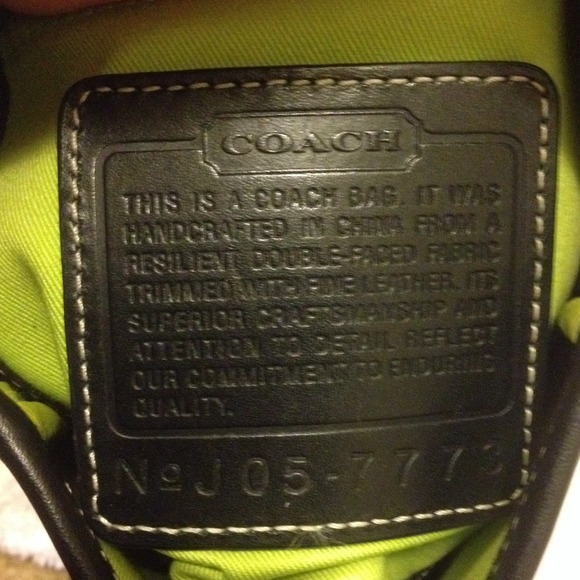 COACH
THIS IS A COACH BAG. IT WAS
HANDCRAFTED IN CHINA FROM A
RESILIENT DOUBLE-FACED FABRIC
TRIMMED WITH FINE LEATHER. ITS
SUPERIOR CRAFTSMANSHIP AND
ATTENTION TO DETAIL REFLECT
OUR COMMITMENT TO ENDURING
QUALITY.
Nº J05-7773